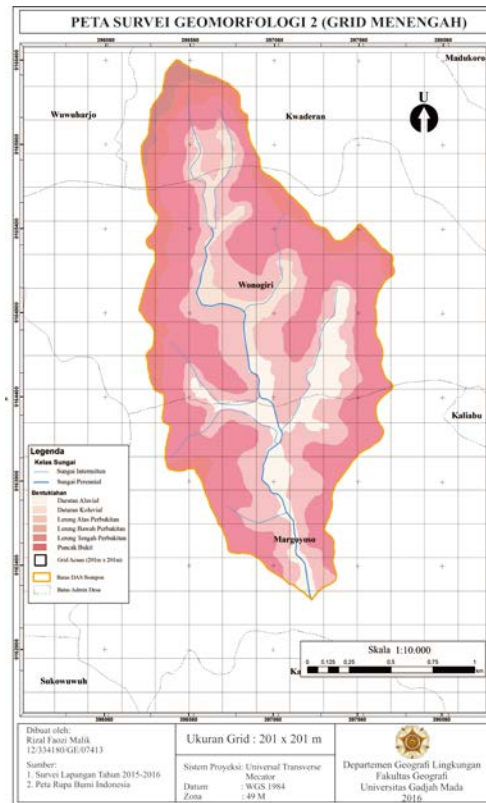 PETA SURVEI GEOMORFOLOGI 2 (GRID MENENGAH)
Madukoro
Wuwuharjo
Kwaderan
U
Wonogiri
Kaliabu
Margoyoso
Sukowuwuh
Legenda
Kelas Sungai
Sungai Intermitten
Sungai Perennial
Bentuklahan
Dataran Aluvial
Dataran Koluvial
Lereng Atas Perbukitan
Lereng Bawah Perbukitan
Lereng Tengah Perbukitan
Puncak Bukit
Grid Acuan (201m x 201m)
Batas DAS Bompon
Batas Admin Desa
Skala 1:10.000
0 0,125 0,25 0,5 0,75 1
km
Dibuat oleh:
Rizal Faozi Malik
12/334180/GE/07413
Sumber:
1. Survei Lapangan Tahun 2015-2016
2. Peta Rupa Bumi Indonesia
Ukuran Grid : 201 x 201 m
Sistem Proyeksi: Universal Transverse
Mecator
Datum : WGS 1984
Zona : 49 M
Departemen Geografi Lingkungan
Fakultas Geografi
Universitas Gadjah Mada
2016